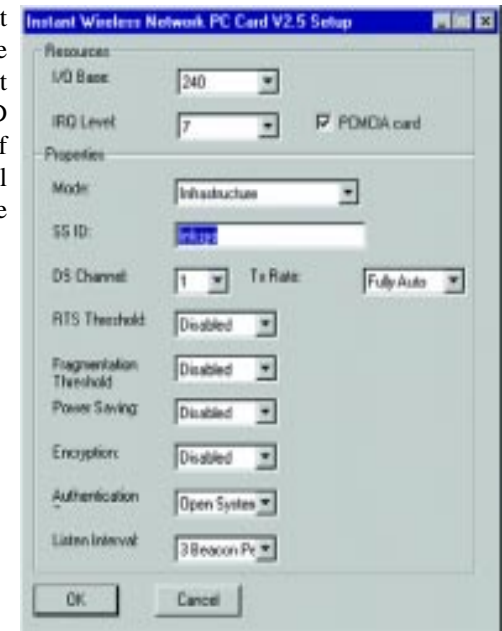 t
e
t
D
f
l
e
Instant Wireless Network PC Card V2.5 Setup
Resources
I/O Base: 240
IRQ Level: 7 PCMCIA card
Properties
Mode: Infrastructure
SS ID: linksys
DS Channel: 1 Tx Rate: Fully Auto
RTS Threshold: Disabled
Fragmentation
Threshold Disabled
Power Saving: Disabled
Encryption: Disabled
Authentication Open System
Listen Interval: 3 Beacon Pe
OK Cancel